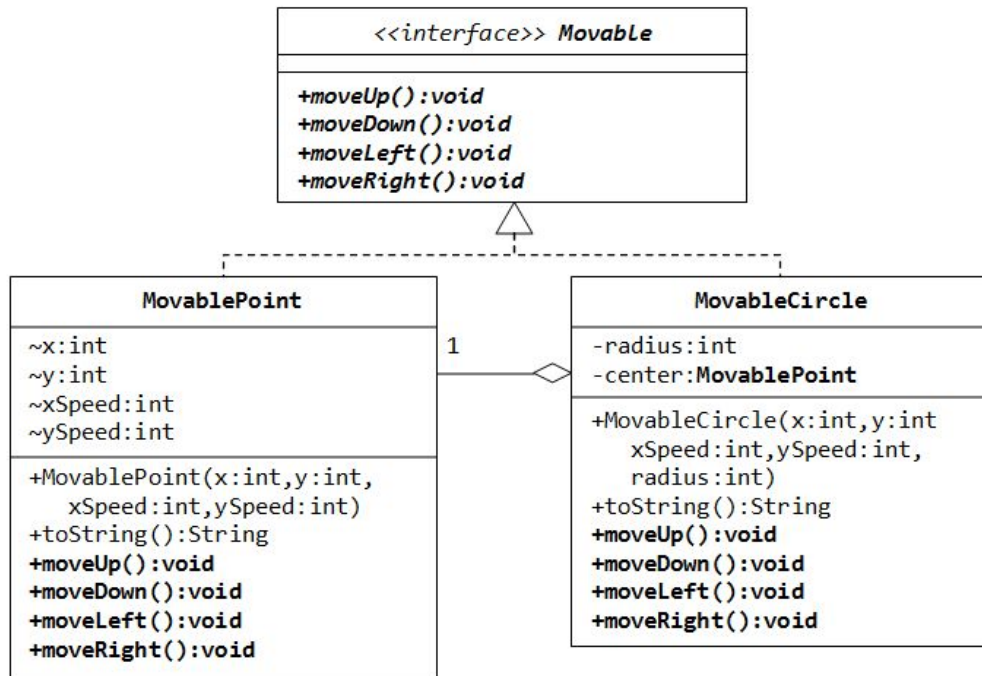 <<interface>> Movable
+moveUp():void
+moveDown():void
+moveLeft():void
+moveRight():void
MovablePoint
~x:int
~y:int
~xSpeed:int
~ySpeed:int
+MovablePoint(x:int,y:int,
xSpeed:int,ySpeed:int)
+toString():String
+moveUp():void
+moveDown():void
+moveLeft():void
+moveRight():void
1
MovableCircle
-radius:int
-center:MovablePoint
+MovableCircle(x:int,y:int
xSpeed:int,ySpeed:int,
radius:int)
+toString():String
+moveUp():void
+moveDown():void
+moveLeft():void
+moveRight():void